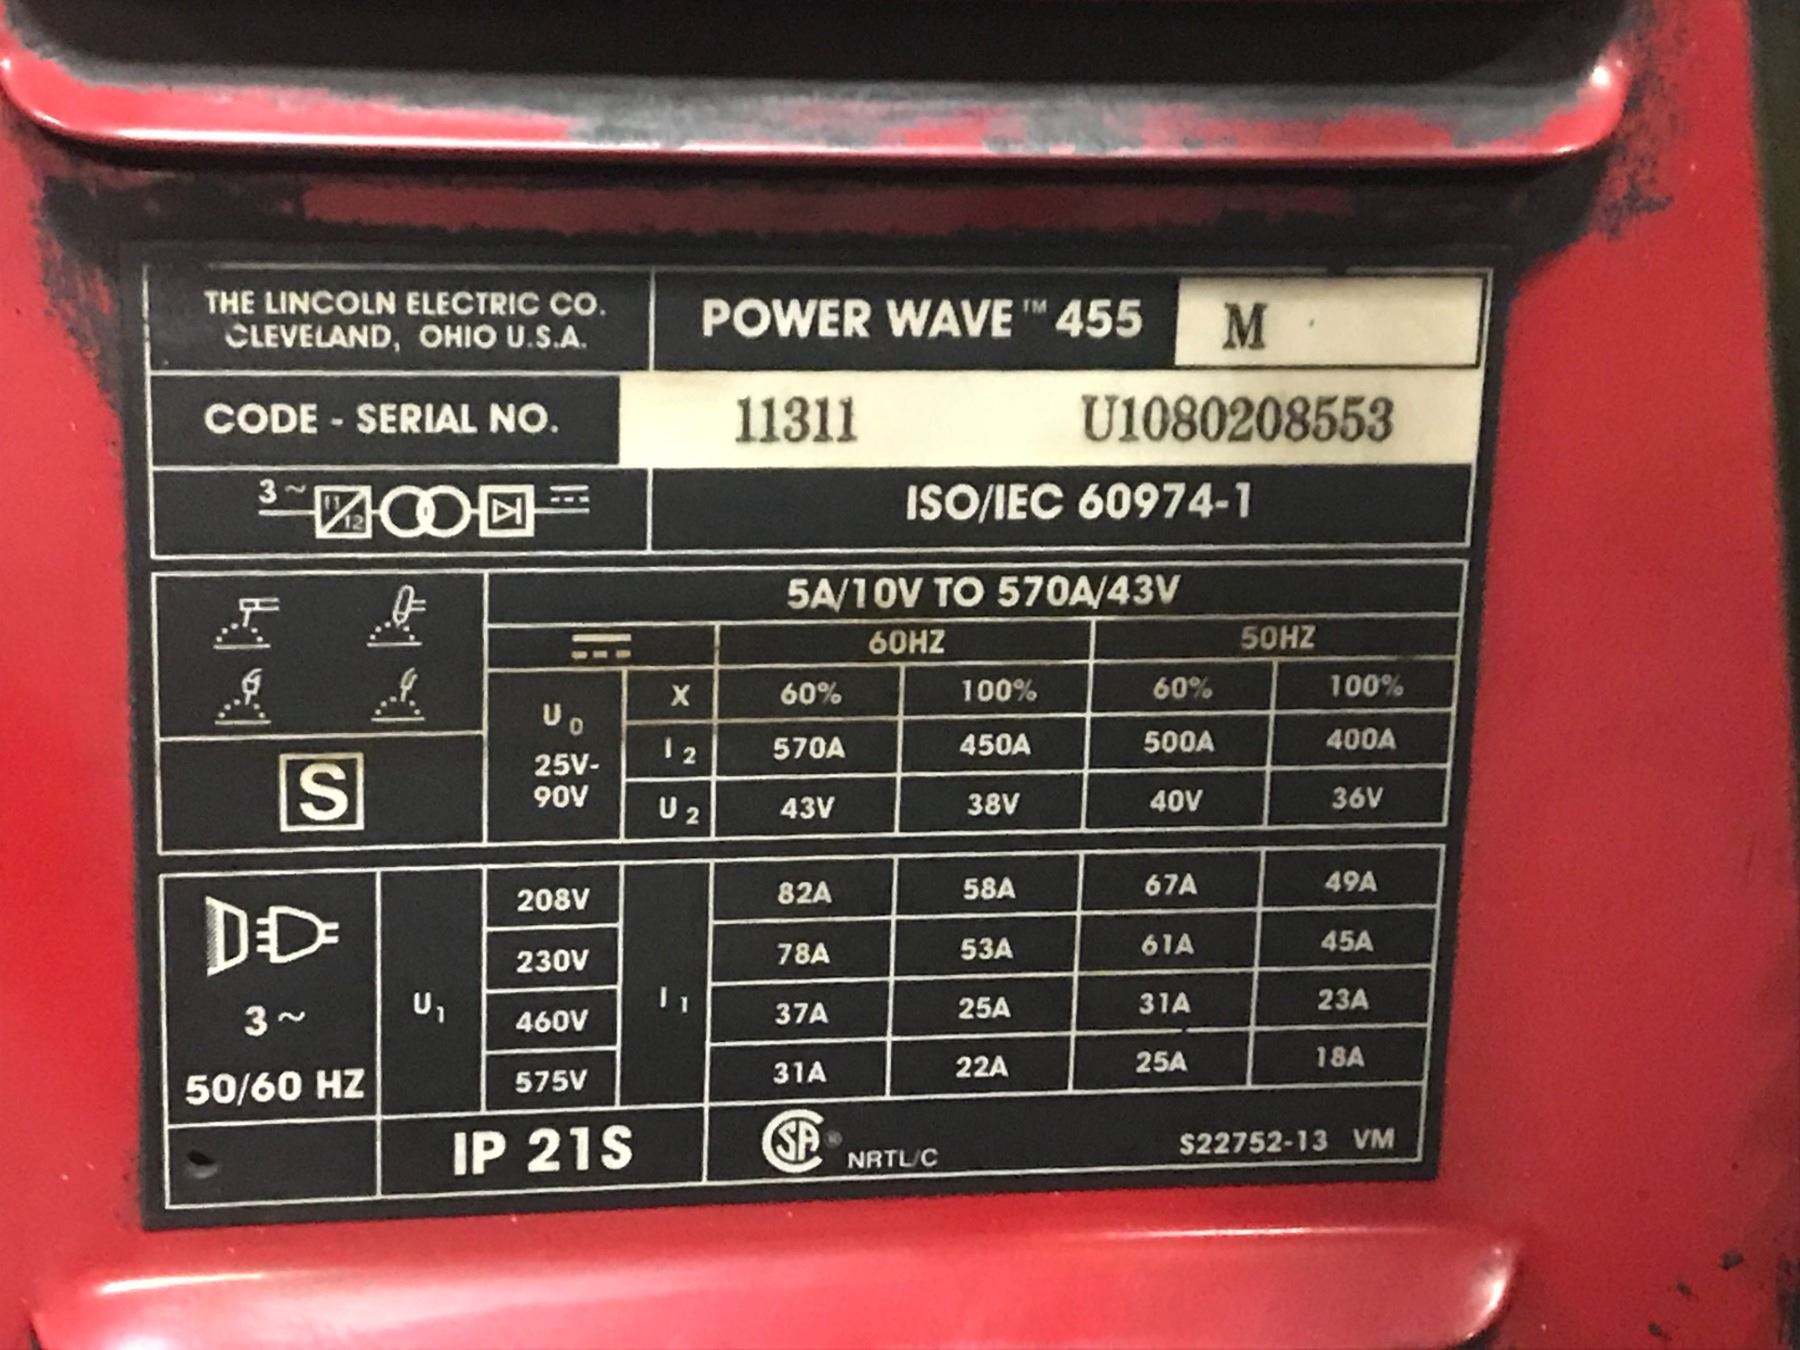 THE LINCOLN ELECTRIC CO.
CLEVELAND, OHIO U.S.A.
POWER WAVE™ 455 M
CODE - SERIAL NO. 11311 U1080208553
3~ f1 f2
ISO/IEC 60974-1
5A/10V TO 570A/43V
60HZ 50HZ
U0 25V-90V
X 60% 100% 60% 100%
I2 570A 450A 500A 400A
U2 43V 38V 40V 36V
S
3~
50/60 HZ
U1 I1
208V 82A 58A 67A 49A
230V 78A 53A 61A 45A
460V 37A 25A 31A 23A
575V 31A 22A 25A 18A
IP 21S
SA® NRTL/C
S22752-13 VM